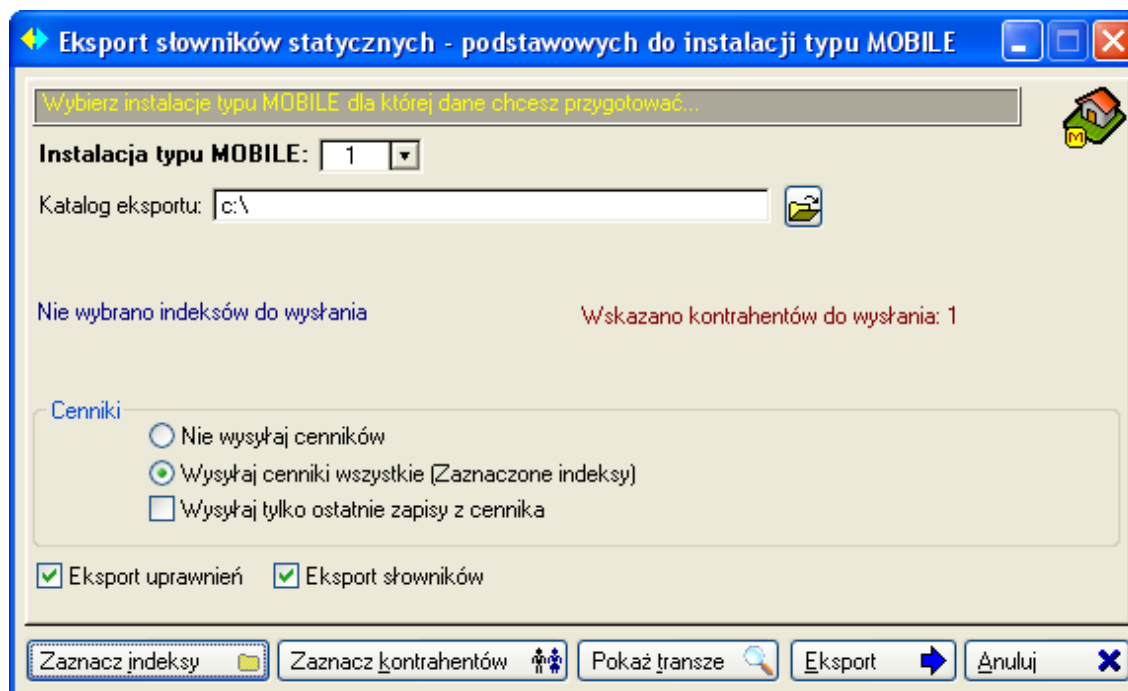 Eksport słowników statycznych - podstawowych do instalacji typu MOBILE
Wybierz instalacje typu MOBILE dla której dane chcesz przygotować...
M
Instalacja typu MOBILE: 1
Katalog eksportu: c:\
Nie wybrano indeksów do wysłania Wskazano kontrahentów do wysłania: 1
Cenniki
Nie wysyłaj cenników
Wysyłaj cenniki wszystkie (Zaznaczone indeksy)
Wysyłaj tylko ostatnie zapisy z cennika
Eksport uprawnień Eksport słowników
Zaznacz indeksy Zaznacz kontrahentów Pokaż transze Eksport Anuluj